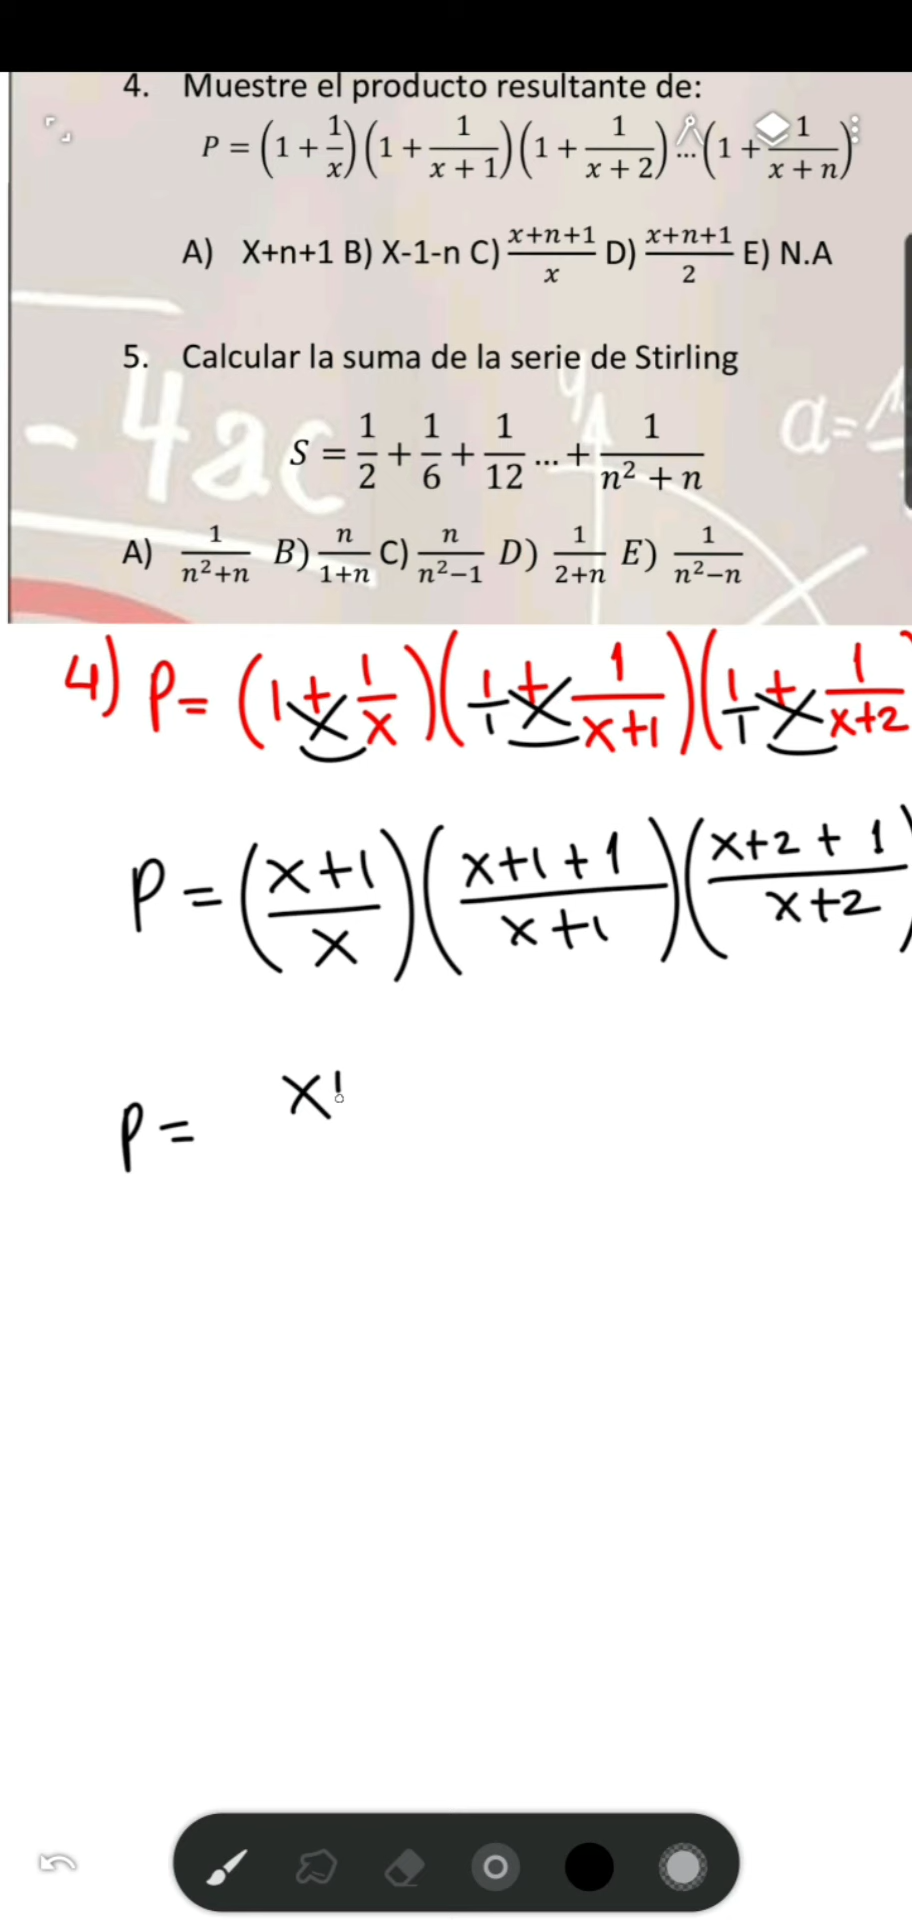 4. Muestre el producto resultante de:
P = (1 + 1/x)(1 + 1/(x + 1))(1 + 1/(x + 2)) ... (1 + 1/(x + n))
A) X+n+1 B) X-1-n C) (x+n+1)/x D) (x+n+1)/2 E) N.A
- 4ac
y
a=
5. Calcular la suma de la serie de Stirling
S = 1/2 + 1/6 + 1/12 ... + 1/(n² + n)
A) 1/(n²+n) B) n/(1+n) C) n/(n²−1) D) 1/(2+n) E) 1/(n²−n)
4) P= (1 + 1/x)(1/1 + 1/(x+1))(1/1 + 1/(x+2)
P = ((x+1)/x)((x+1+1)/(x+1))((x+2+1)/(x+2))
P= x